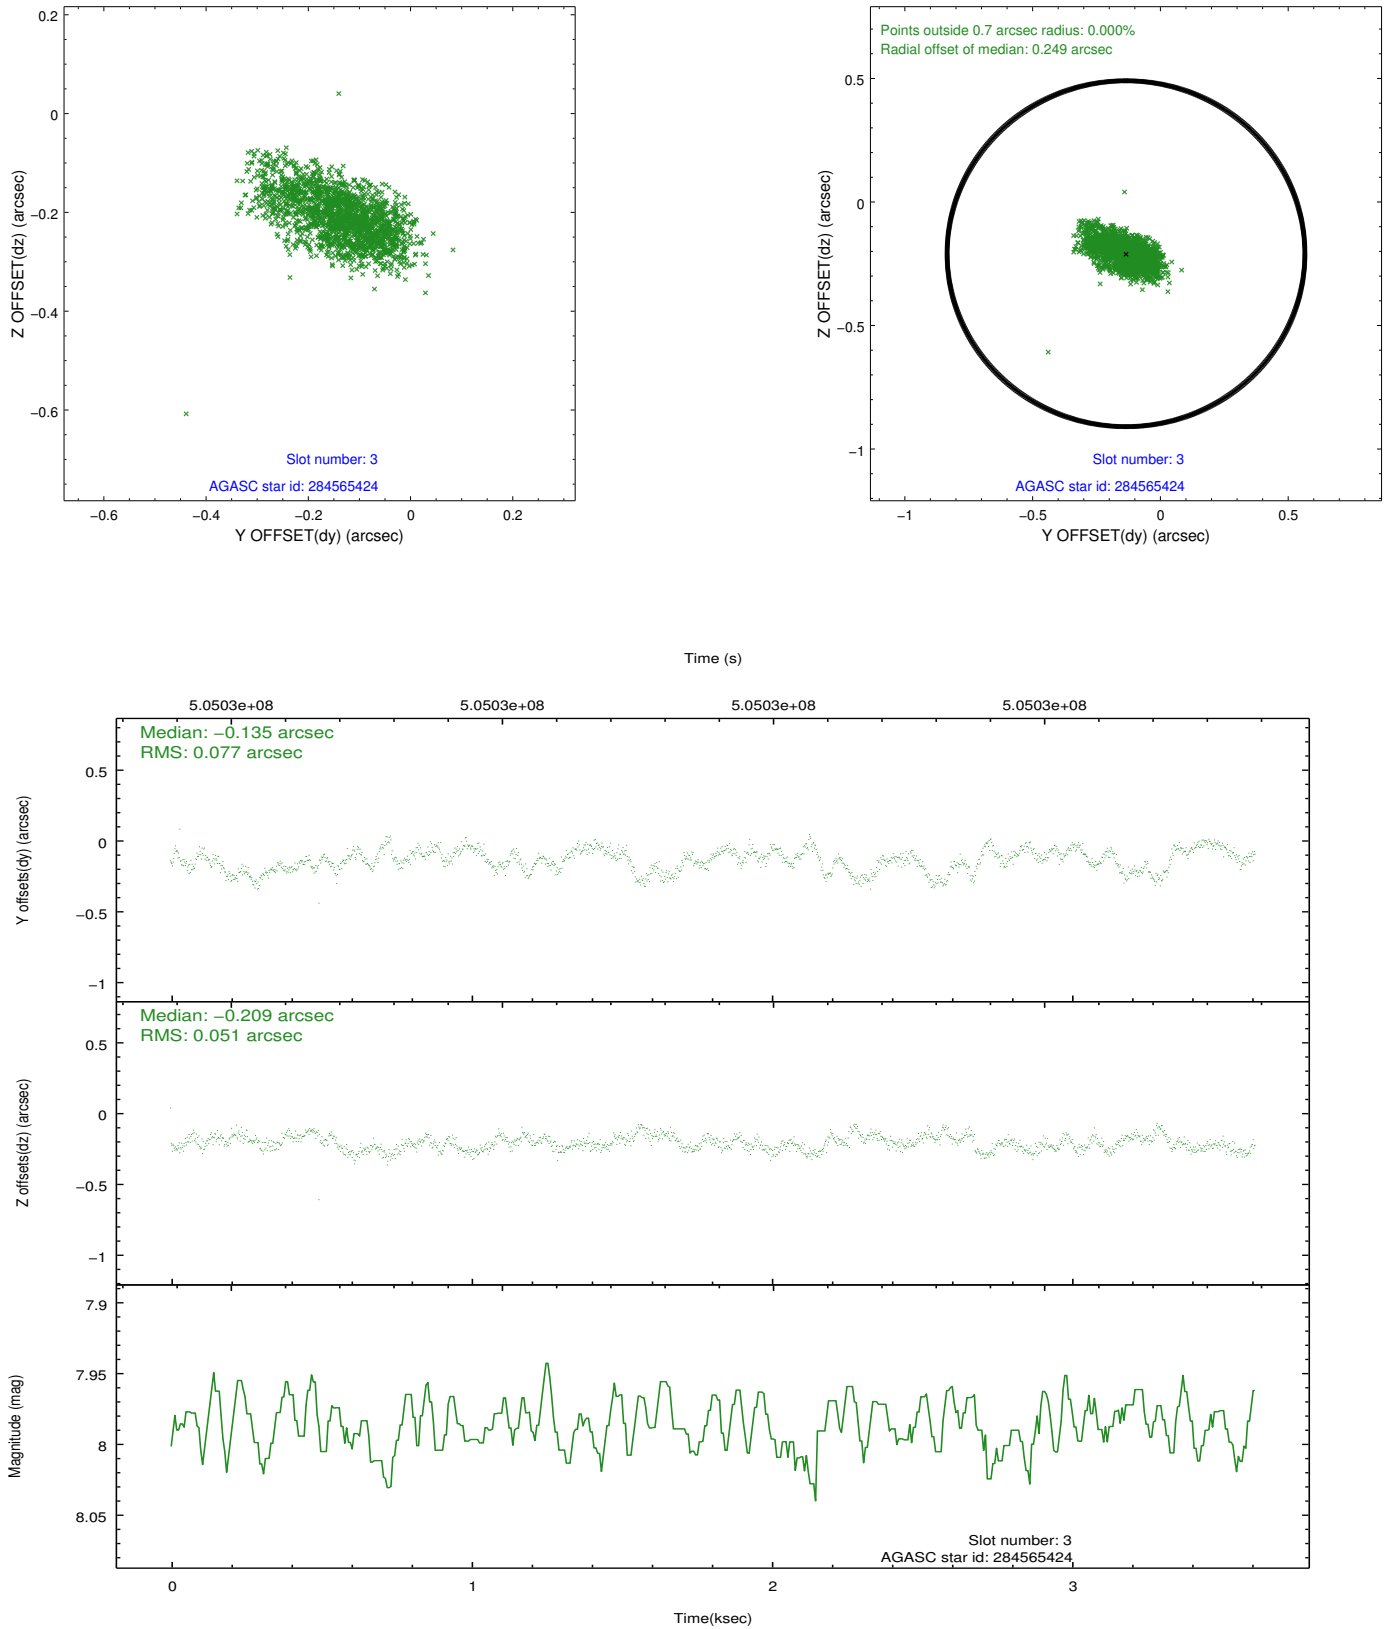 0.2
0
−0.2
−0.4
−0.6
Z OFFSET(dz) (arcsec)
Slot number: 3
AGASC star id: 284565424
−0.6 −0.4 −0.2 0 0.2
Y OFFSET(dy) (arcsec)
Points outside 0.7 arcsec radius: 0.000%
Radial offset of median: 0.249 arcsec
0.5
0
−0.5
−1
Z OFFSET(dz) (arcsec)
Slot number: 3
AGASC star id: 284565424
−1 −0.5 0 0.5
Y OFFSET(dy) (arcsec)
Time (s)
5.0503e+08 5.0503e+08 5.0503e+08 5.0503e+08
Median: −0.135 arcsec
RMS: 0.077 arcsec
0.5
0
−0.5
−1
Y offsets(dy) (arcsec)
Median: −0.209 arcsec
RMS: 0.051 arcsec
0.5
0
−0.5
−1
Z offsets(dz) (arcsec)
7.9
7.95
8
8.05
Magnitude (mag)
Slot number: 3
AGASC star id: 284565424
0 1 2 3
Time(ksec)